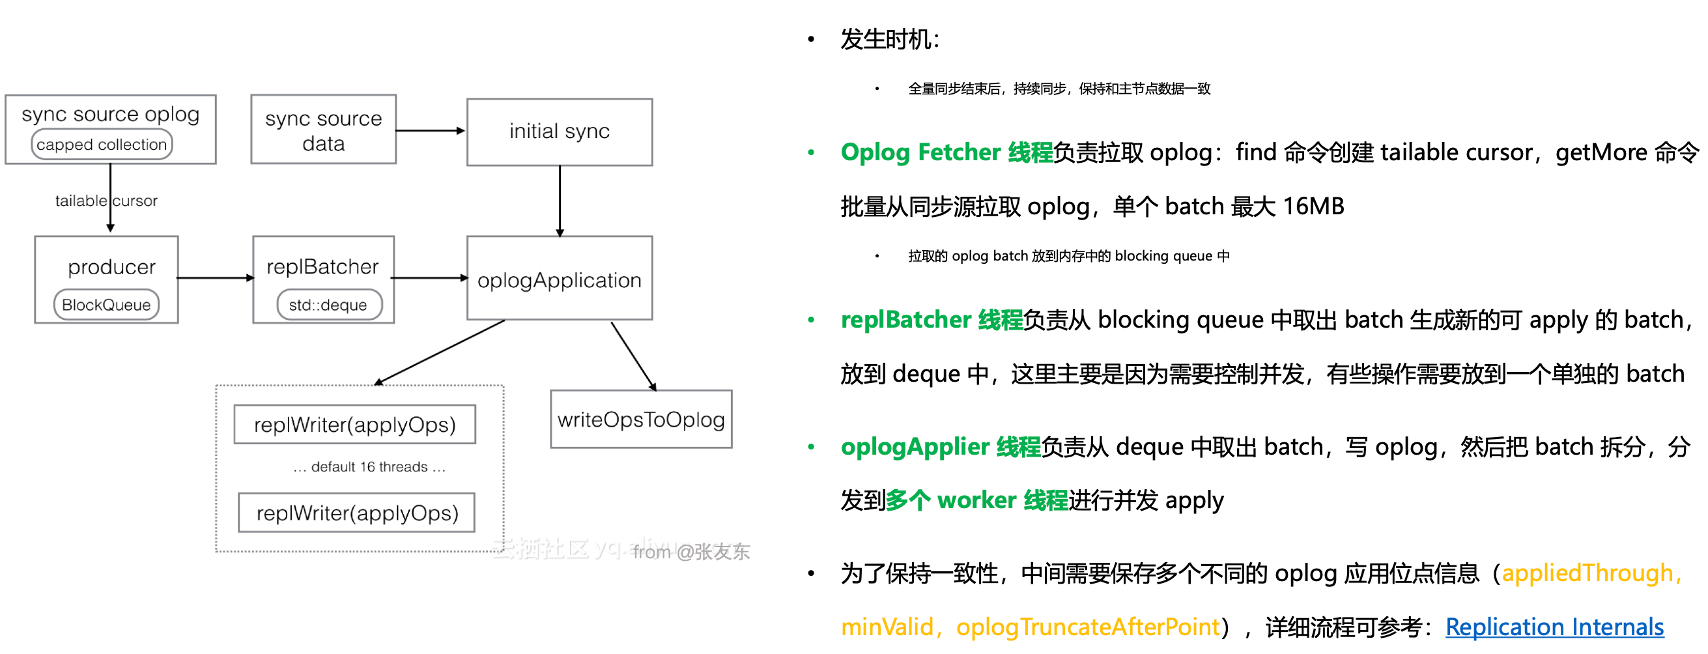 sync source oplog
capped collection
tailable cursor
sync source
data
initial sync
producer
BlockQueue
replBatcher
std::deque
oplogApplication
replWriter(applyOps)
... default 16 threads ...
replWriter(applyOps)
writeOpsToOplog
云栖社区 yq.aliyu
from @张友东
• 发生时机：
• 全量同步结束后，持续同步，保持和主节点数据一致
• Oplog Fetcher 线程负责拉取 oplog：find 命令创建 tailable cursor，getMore 命令
批量从同步源拉取 oplog，单个 batch 最大 16MB
• 拉取的 oplog batch 放到内存中的 blocking queue 中
• replBatcher 线程负责从 blocking queue 中取出 batch 生成新的可 apply 的 batch，
放到 deque 中，这里主要是因为需要控制并发，有些操作需要放到一个单独的 batch
• oplogApplier 线程负责从 deque 中取出 batch，写 oplog，然后把 batch 拆分，分
发到多个 worker 线程进行并发 apply
• 为了保持一致性，中间需要保存多个不同的 oplog 应用位点信息（appliedThrough，
minValid，oplogTruncateAfterPoint），详细流程可参考：Replication Internals